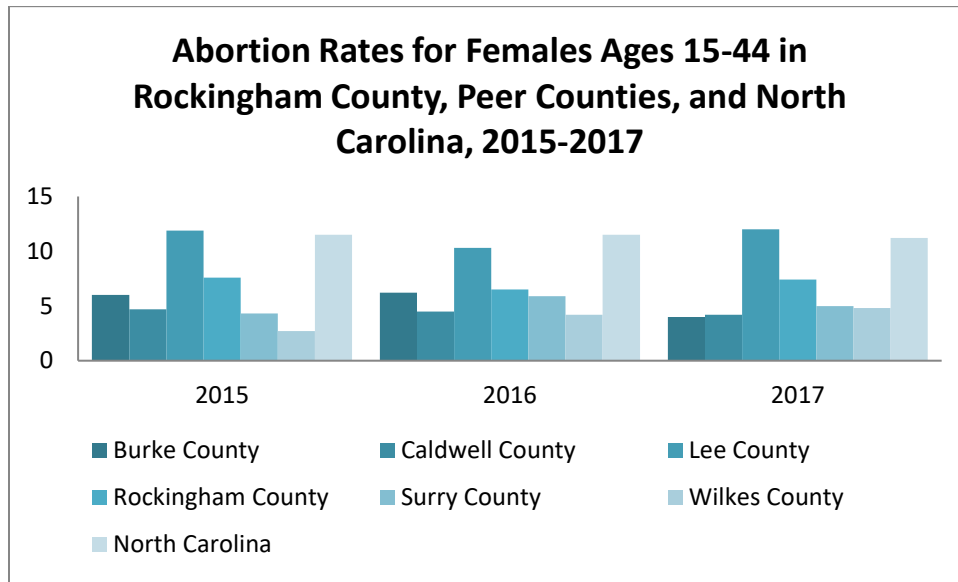 Abortion Rates for Females Ages 15-44 in
Rockingham County, Peer Counties, and North
Carolina, 2015-2017
15
10
5
0
2015 2016 2017
Burke County Caldwell County Lee County
Rockingham County Surry County Wilkes County
North Carolina